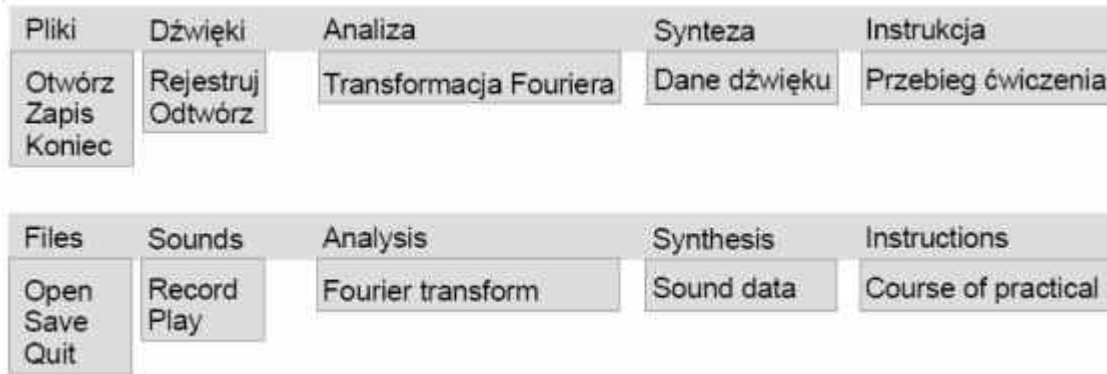 Pliki Dźwięki Analiza Synteza Instrukcja
Otwórz Rejestruj Transformacja Fouriera Dane dźwięku Przebieg ćwiczenia
Zapis Odtwórz
Koniec
Files Sounds Analysis Synthesis Instructions
Open Record Fourier transform Sound data Course of practical
Save Play
Quit